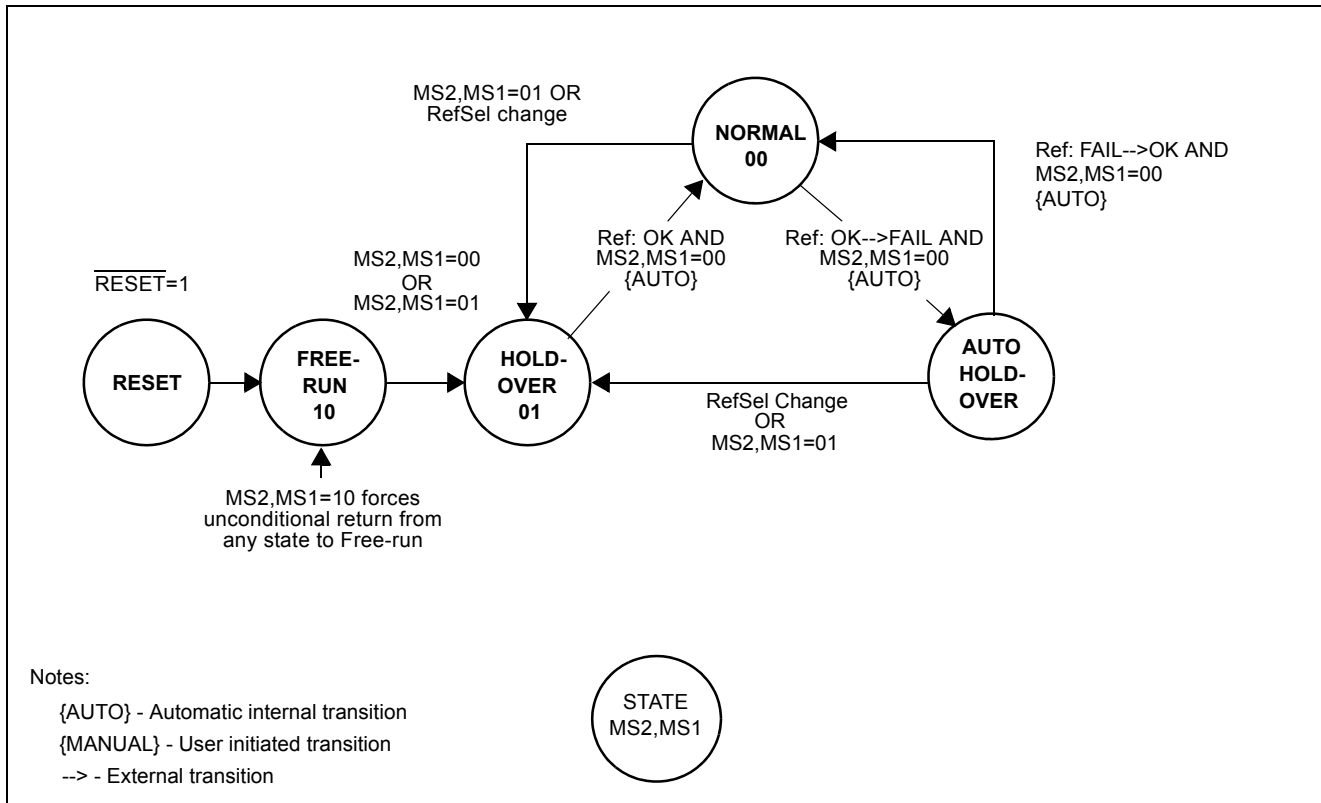 MS2,MS1=01 OR
RefSel change
NORMAL
00
Ref: FAIL-->OK AND
MS2,MS1=00
{AUTO}
Ref: OK AND
MS2,MS1=00
{AUTO}
Ref: OK-->FAIL AND
MS2,MS1=00
{AUTO}
RESET=1
MS2,MS1=00
OR
MS2,MS1=01
RESET
FREE-
RUN
10
HOLD-
OVER
01
AUTO
HOLD-
OVER
RefSel Change
OR
MS2,MS1=01
MS2,MS1=10 forces
unconditional return from
any state to Free-run
Notes:
{AUTO} - Automatic internal transition
{MANUAL} - User initiated transition
--> - External transition
STATE
MS2,MS1